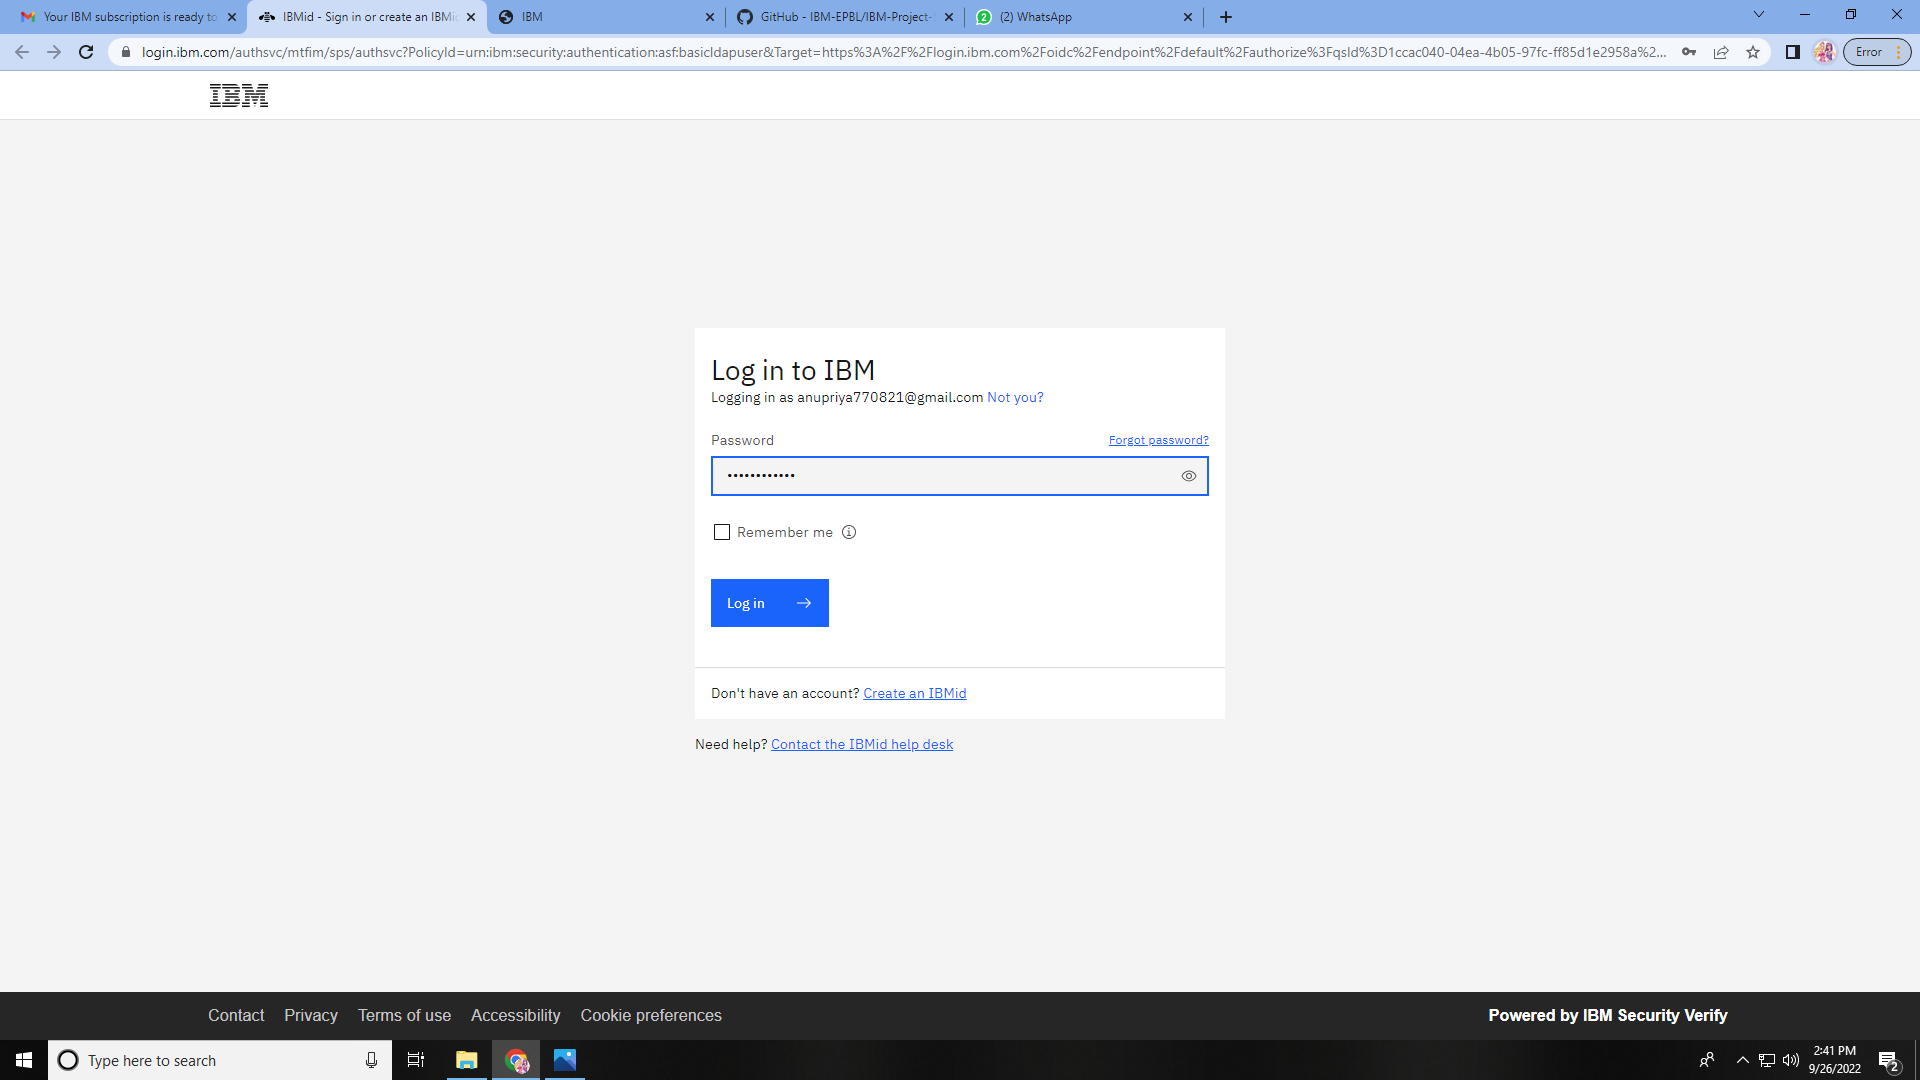 Your IBM subscription is ready to
IBMid - Sign in or create an IBMid
IBM
GitHub - IBM-EPBL/IBM-Project-
2 (2) WhatsApp
login.ibm.com/authsvc/mtfim/sps/authsvc?PolicyId=urn:ibm:security:authentication:asf:basicldapuser&Target=https%3A%2F%2Flogin.ibm.com%2Foidc%2Fendpoint%2Fdefault%2Fauthorize%3FqsId%3D1ccac040-04ea-4b05-97fc-ff85d1e2958a%2...
Error
IBM
Log in to IBM
Logging in as anupriya770821@gmail.com Not you?
Password Forgot password?
Remember me
Log in
Don't have an account? Create an IBMid
Need help? Contact the IBMid help desk
Contact Privacy Terms of use Accessibility Cookie preferences Powered by IBM Security Verify
Type here to search
2:41 PM
9/26/2022
2